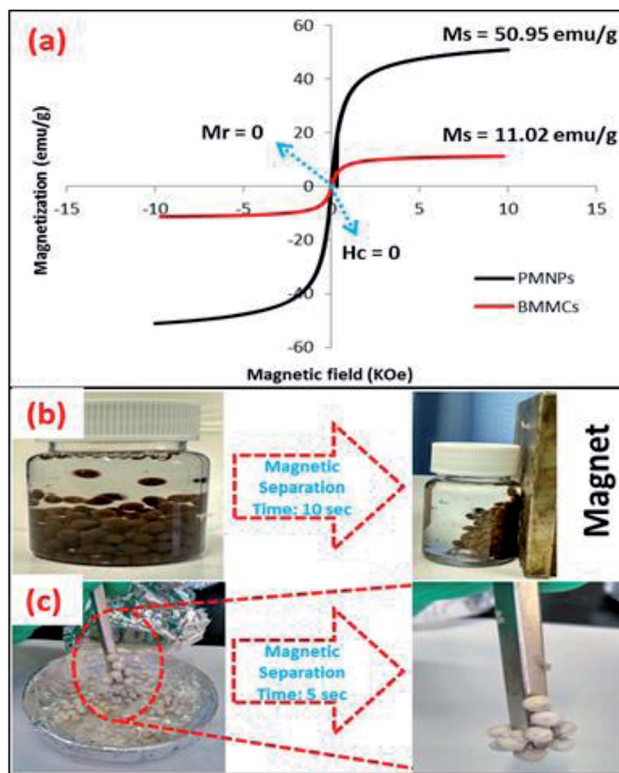 (a)
Ms = 50.95 emu/g
Ms = 11.02 emu/g
Mr = 0
Hc = 0
Magnetization (emu/g)
60
40
20
0
-20
-40
-60
-15
-10
-5
0
5
10
15
PMNPs
BMMCs
Magnetic field (KOe)
(b)
Magnetic
Separation
Time: 10 sec
Magnet
(c)
Magnetic
Separation
Time: 5 sec